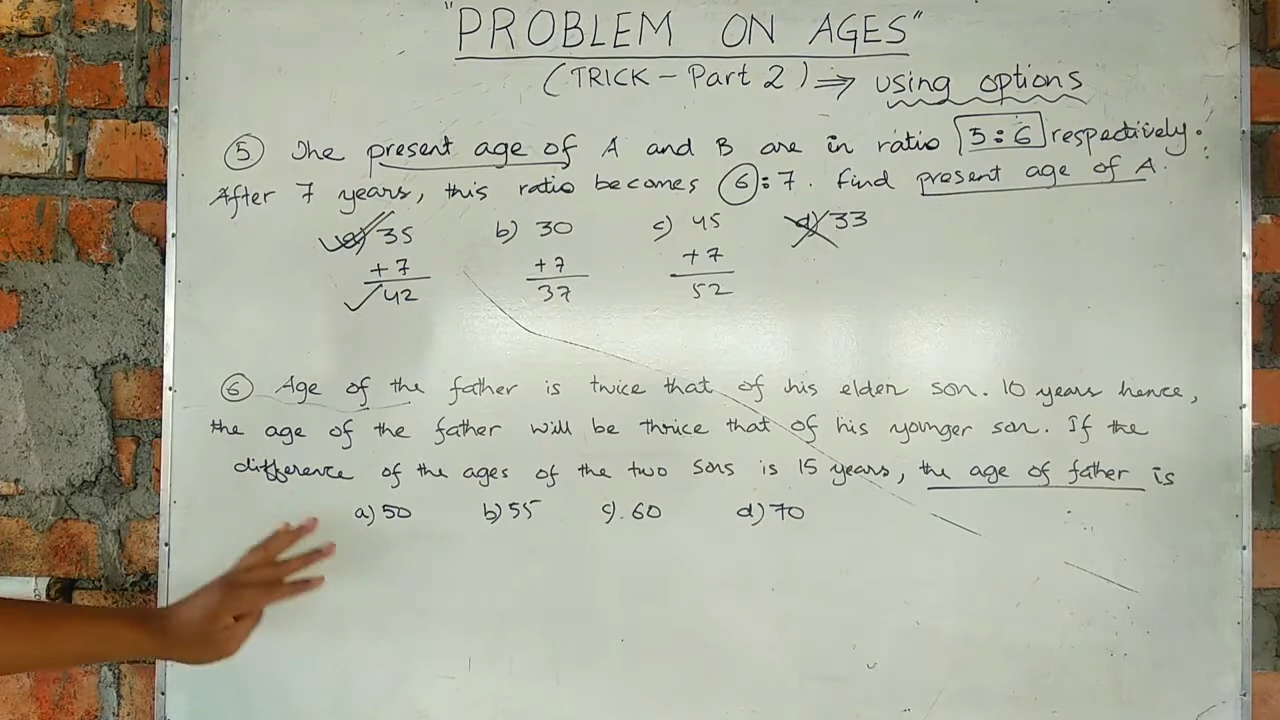 "PROBLEM ON AGES"
(TRICK - Part 2) ⇒ using options
⑤ The present age of A and B are in ratio 5:6 respectively.
After 7 years, this ratio becomes 6:7. Find present age of A.
a) 35 b) 30 c) 45 d) 33
+7 +7 +7
42 37 52
⑥ Age of the father is twice that of his elder son. 10 years hence,
the age of the father will be thrice that of his younger son. If the
difference of the ages of the two sons is 15 years, the age of father is
a) 50 b) 55 c). 60 d) 70